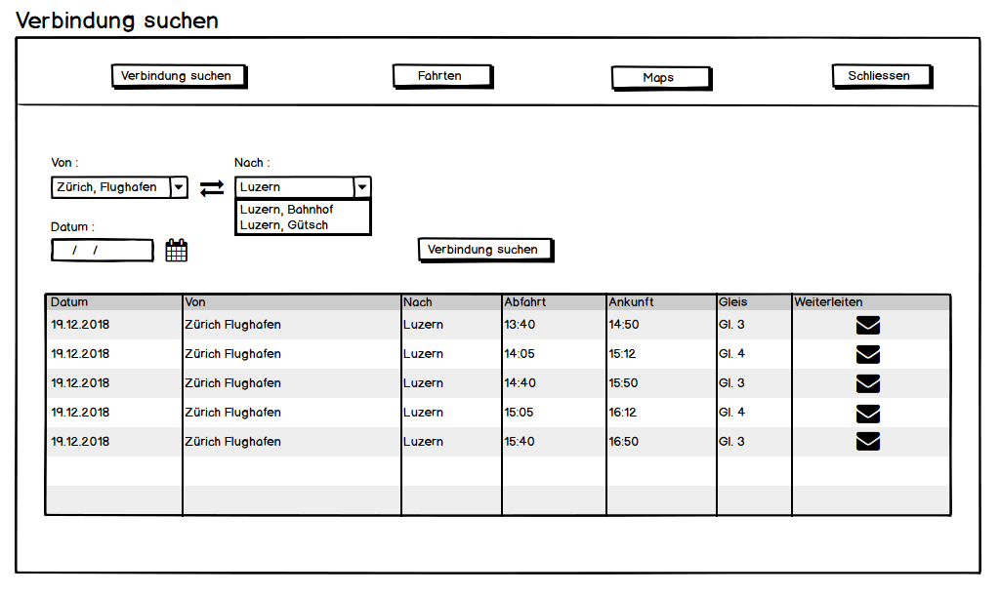 Verbindung suchen
Verbindung suchen Fahrten Maps Schliessen
Von : Nach :
Zürich, Flughafen Luzern
Luzern, Bahnhof
Luzern, Gütsch
Datum :
/ /
Verbindung suchen
Datum Von Nach Abfahrt Ankunft Gleis Weiterleiten
19.12.2018 Zürich Flughafen Luzern 13:40 14:50 Gl. 3
19.12.2018 Zürich Flughafen Luzern 14:05 15:12 Gl. 4
19.12.2018 Zürich Flughafen Luzern 14:40 15:50 Gl. 3
19.12.2018 Zürich Flughafen Luzern 15:05 16:12 Gl. 4
19.12.2018 Zürich Flughafen Luzern 15:40 16:50 Gl. 3